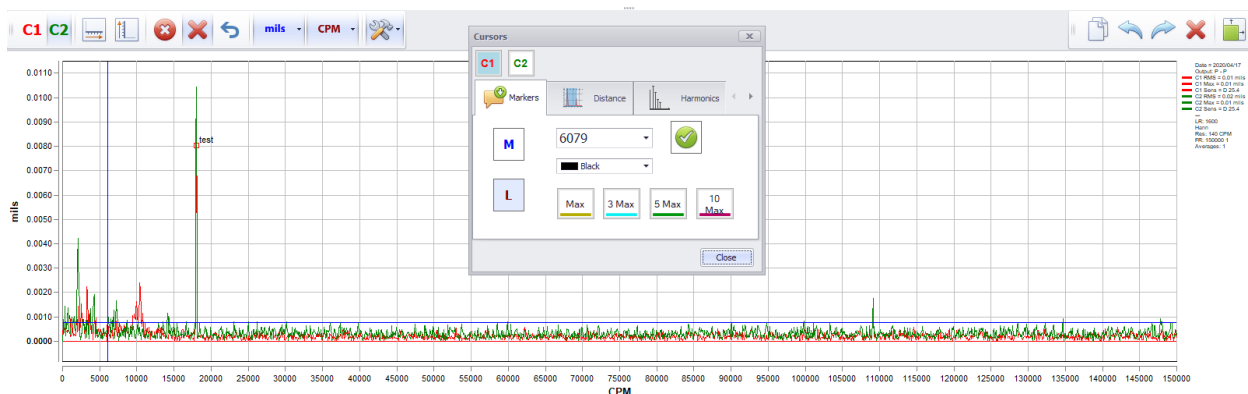 C1 C2 mils CPM
Cursors
C1 C2
Markers Distance Harmonics
M 6079
Black
L Max 3 Max 5 Max 10 Max
Close
0.0110
0.0100
0.0090
0.0080
0.0070
0.0060
0.0050
0.0040
0.0030
0.0020
0.0010
0.0000
mils
test
Date = 2020/04/17
Output: P - P
C1 RMS = 0.01 mils
C1 Max = 0.01 mils
C1 Sens = D 25.4
C2 RMS = 0.02 mils
C2 Max = 0.01 mils
C2 Sens = D 25.4
---
LR: 1600
Hann
Res: 140 CPM
FR: 150000 1
Averages: 1
0 5000 10000 15000 20000 25000 30000 35000 40000 45000 50000 55000 60000 65000 70000 75000 80000 85000 90000 95000 100000 105000 110000 115000 120000 125000 130000 135000 140000 145000 150000
CPM